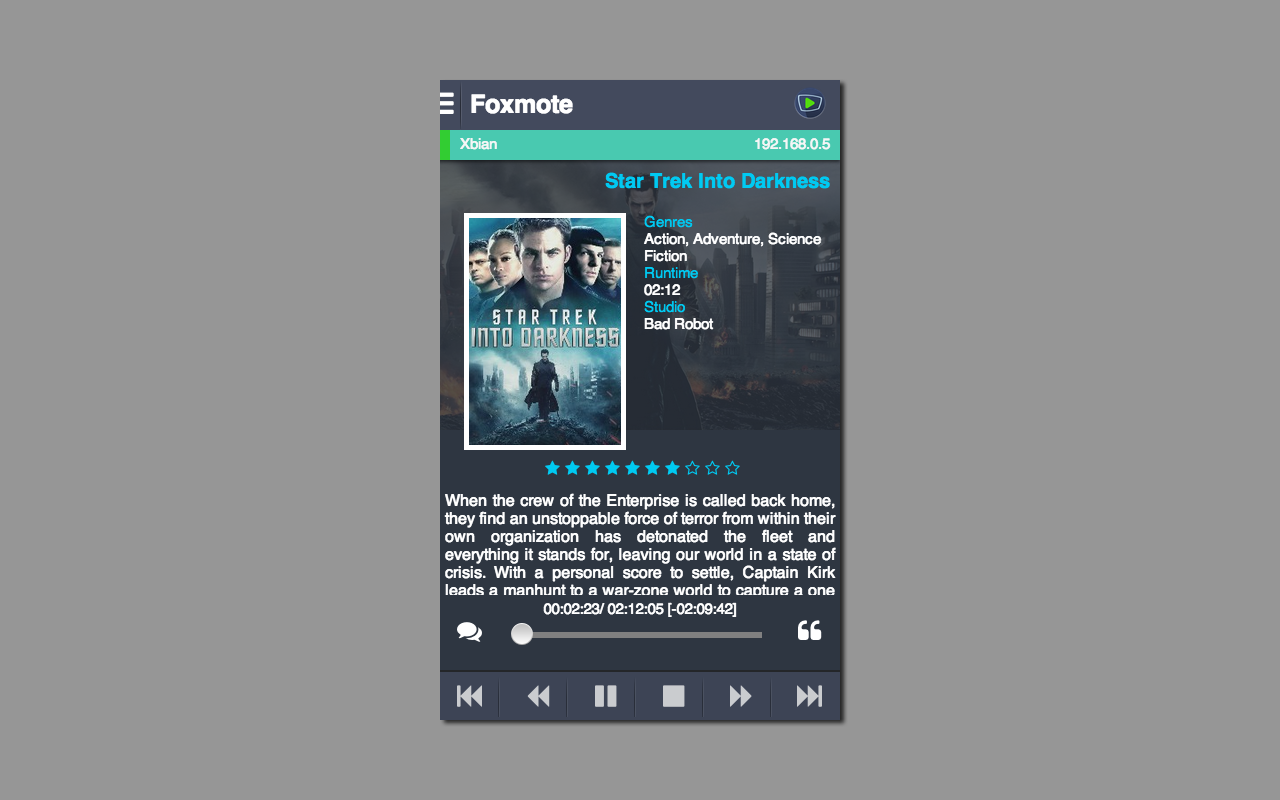 Foxmote
Xbian
192.168.0.5
Star Trek Into Darkness
STAR TREK
INTO DARKNESS
Genres
Action, Adventure, Science
Fiction
Runtime
02:12
Studio
Bad Robot
When the crew of the Enterprise is called back home,
they find an unstoppable force of terror from within their
own organization has detonated the fleet and
everything it stands for, leaving our world in a state of
crisis. With a personal score to settle, Captain Kirk
leads a manhunt to a war-zone world to capture a one
00:02:23/ 02:12:05 [-02:09:42]